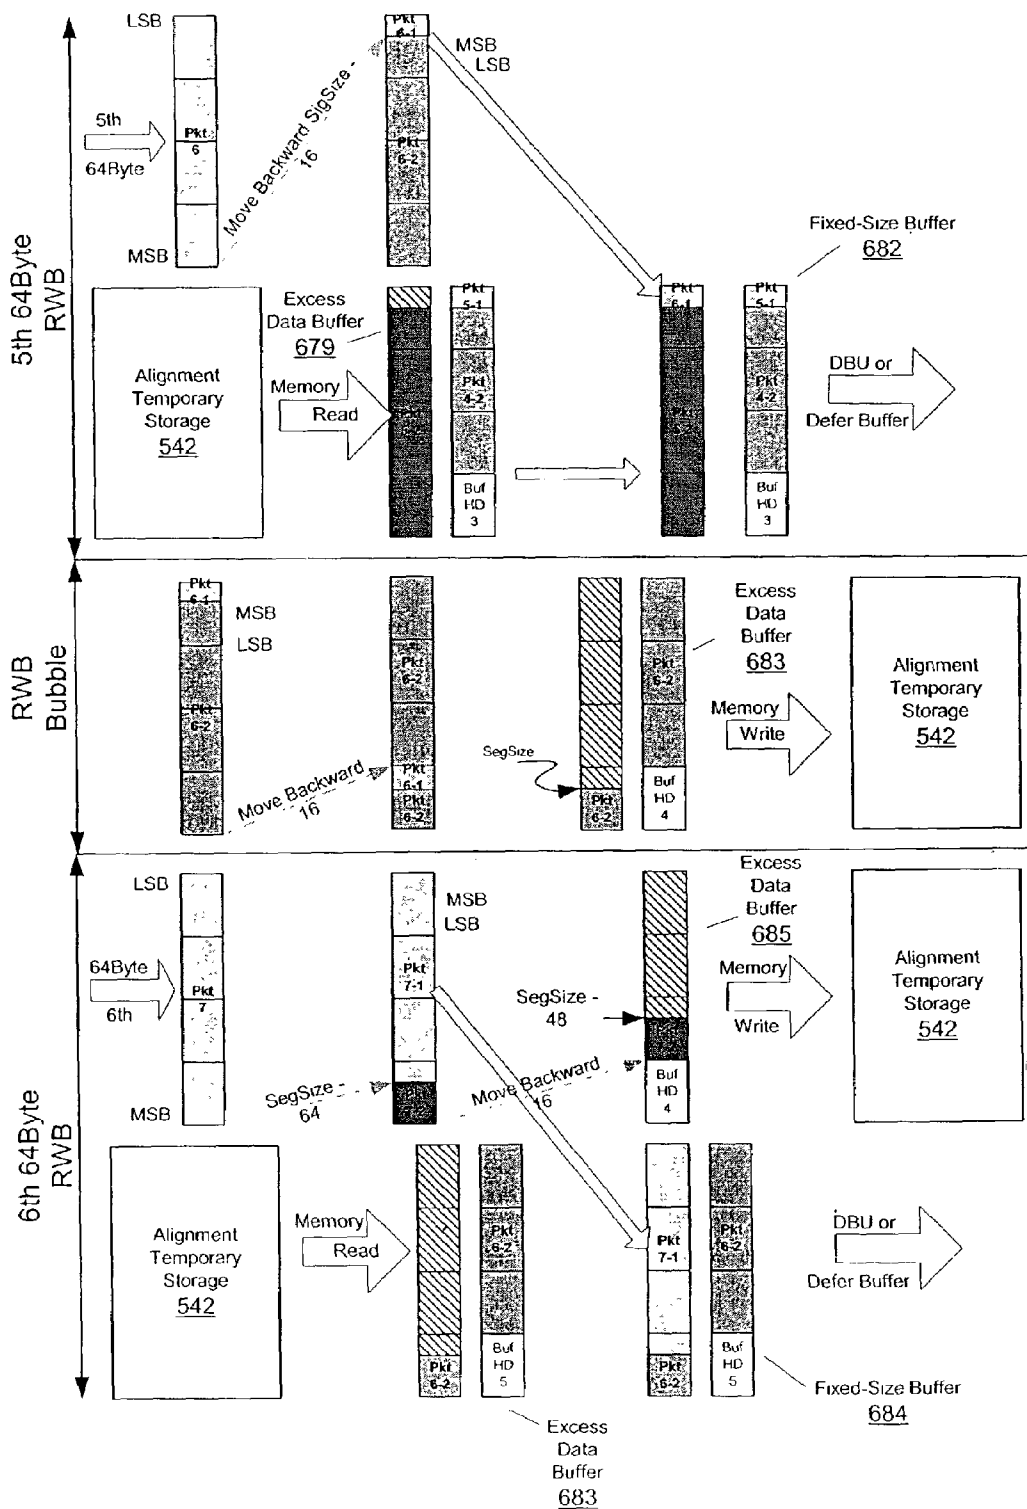 5th 64Byte
RWB
LSB
5th
64Byte
Pkt
6
MSB
Move Backward SigSize -
16
Pkt
6-1
Pkt
6-2
MSB
LSB
Fixed-Size Buffer
682
Alignment
Temporary
Storage
542
Excess
Data Buffer
679
Memory
Read
Pkt
5-1
Pkt
4-2
Buf
HD
3
Pkt
6-1
Pkt
5-1
Pkt
4-2
Buf
HD
3
DBU or
Defer Buffer
RWB
Bubble
Pkt
6-1
Pkt
6-2
MSB
LSB
Move Backward
16
Pkt
6-2
Pkt
6-1
Pkt
6-2
SegSize
Pkt
6-2
Pkt
6-2
Buf
HD
4
Excess
Data
Buffer
683
Memory
Write
Alignment
Temporary
Storage
542
6th 64Byte
RWB
LSB
64Byte
6th
Pkt
7
MSB
SegSize -
64
Pkt
7-1
MSB
LSB
Move Backward
16
SegSize -
48
Buf
HD
4
Excess
Data
Buffer
685
Memory
Write
Alignment
Temporary
Storage
542
Alignment
Temporary
Storage
542
Memory
Read
Pkt
6-2
Pkt
6-2
Buf
HD
5
Excess
Data
Buffer
683
Pkt
7-1
Pkt
6-2
Pkt
6-2
Buf
HD
5
DBU or
Defer Buffer
Fixed-Size Buffer
684